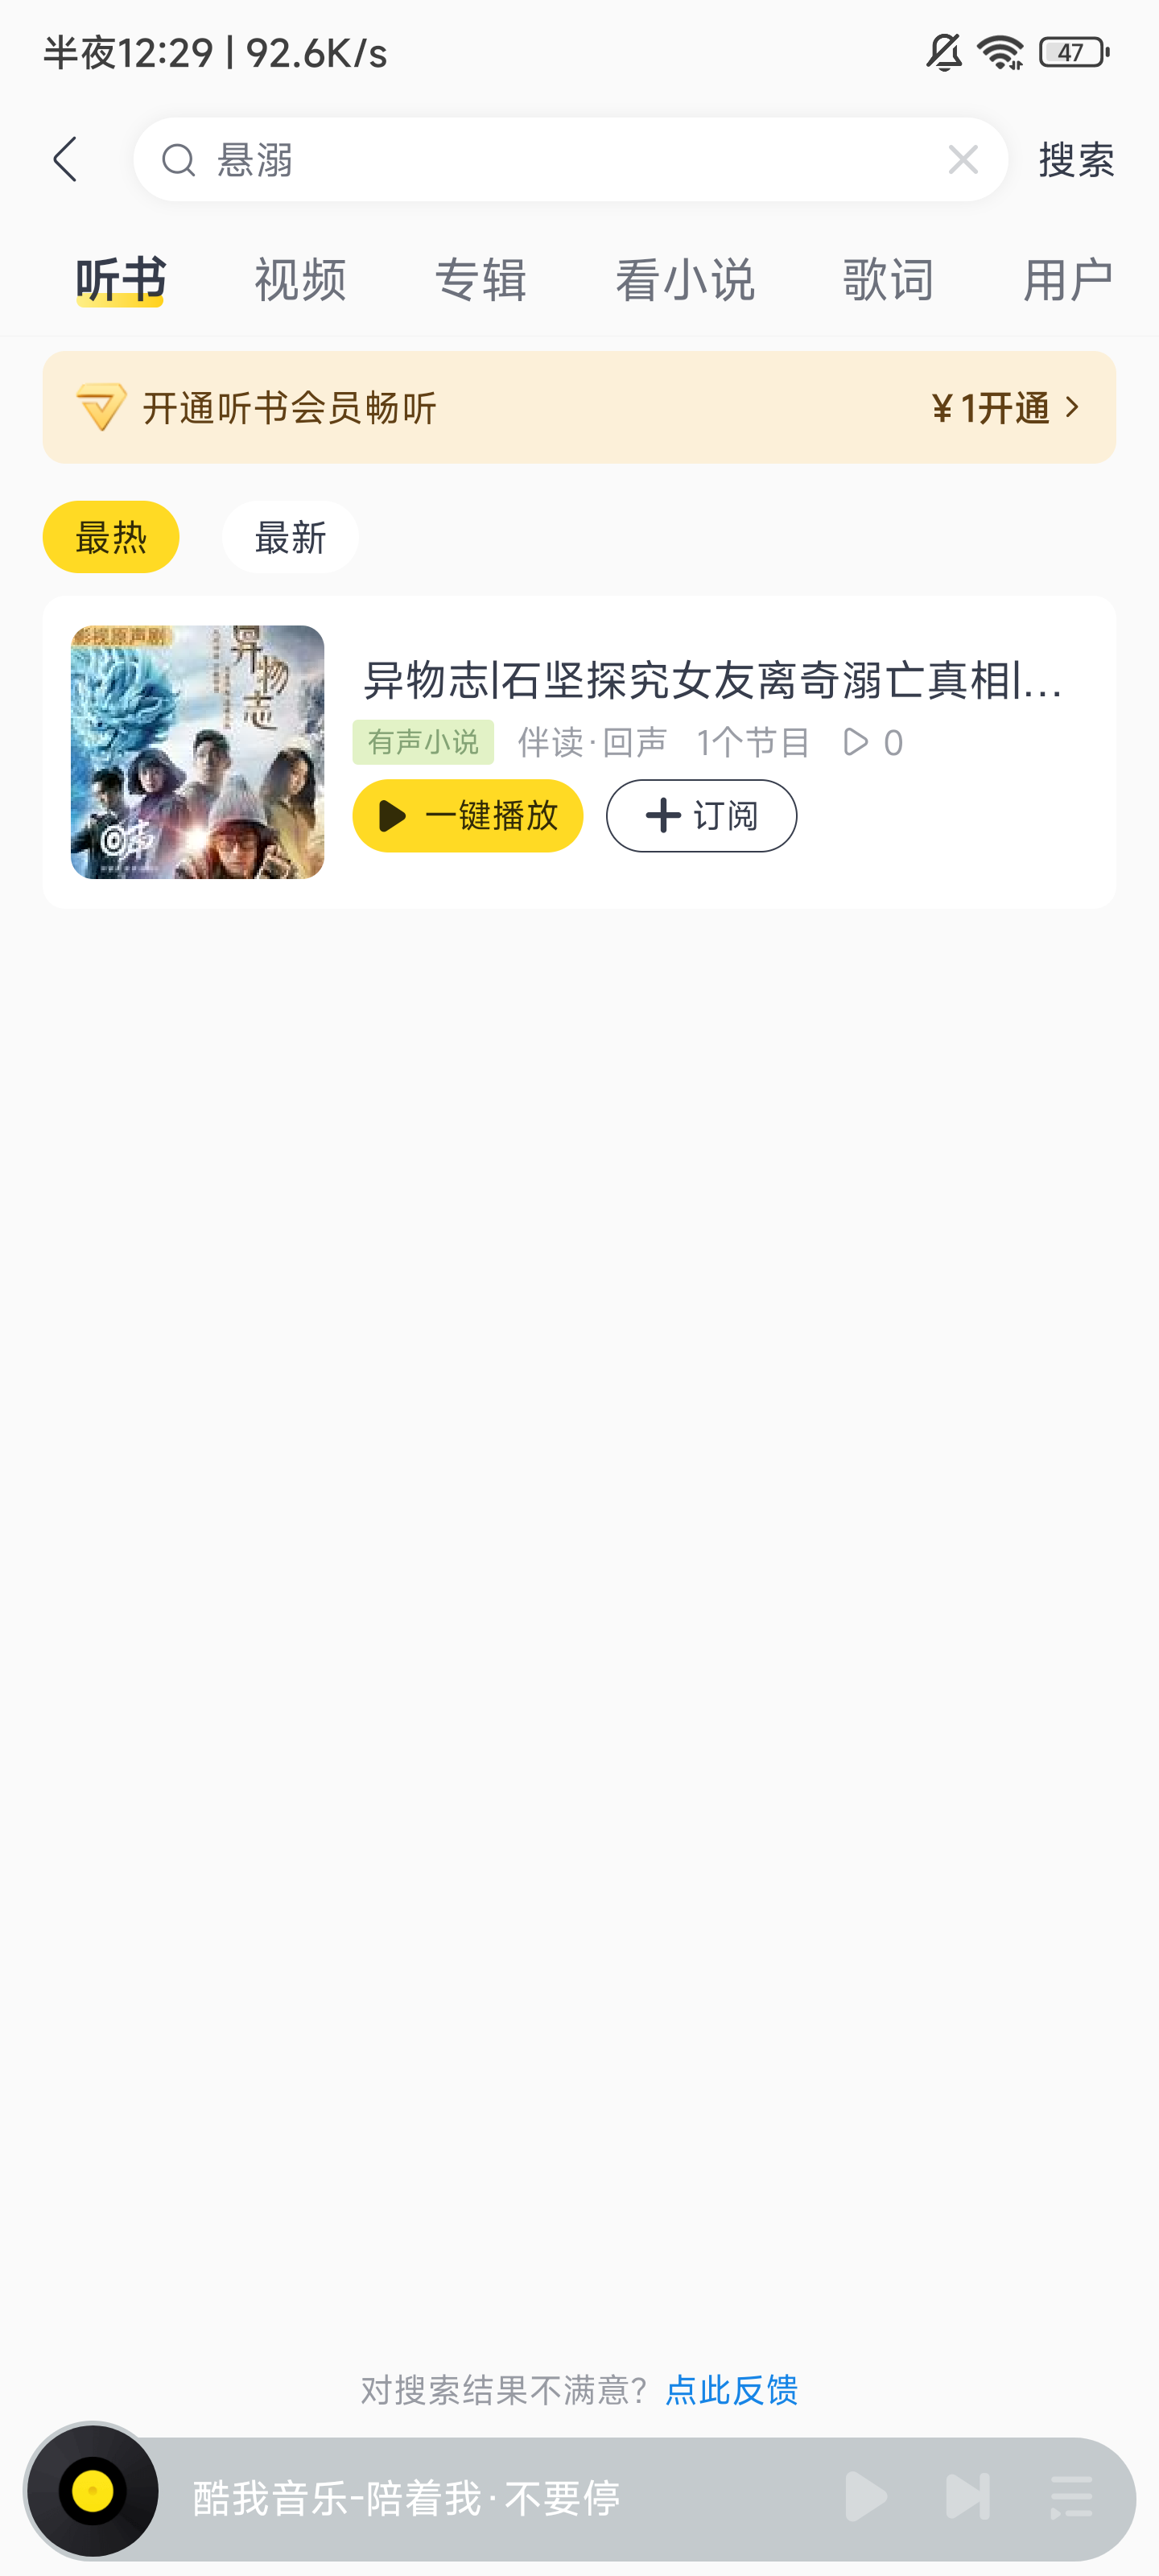 半夜12:29 | 92.6K/s
47
悬溺
搜索
听书 视频 专辑 看小说 歌词 用户
开通听书会员畅听
¥1开通
最热 最新
影视原声剧
异物志
回声
异物志|石坚探究女友离奇溺亡真相|...
有声小说 伴读·回声 1个节目 0
一键播放 订阅
对搜索结果不满意？点此反馈
酷我音乐-陪着我·不要停